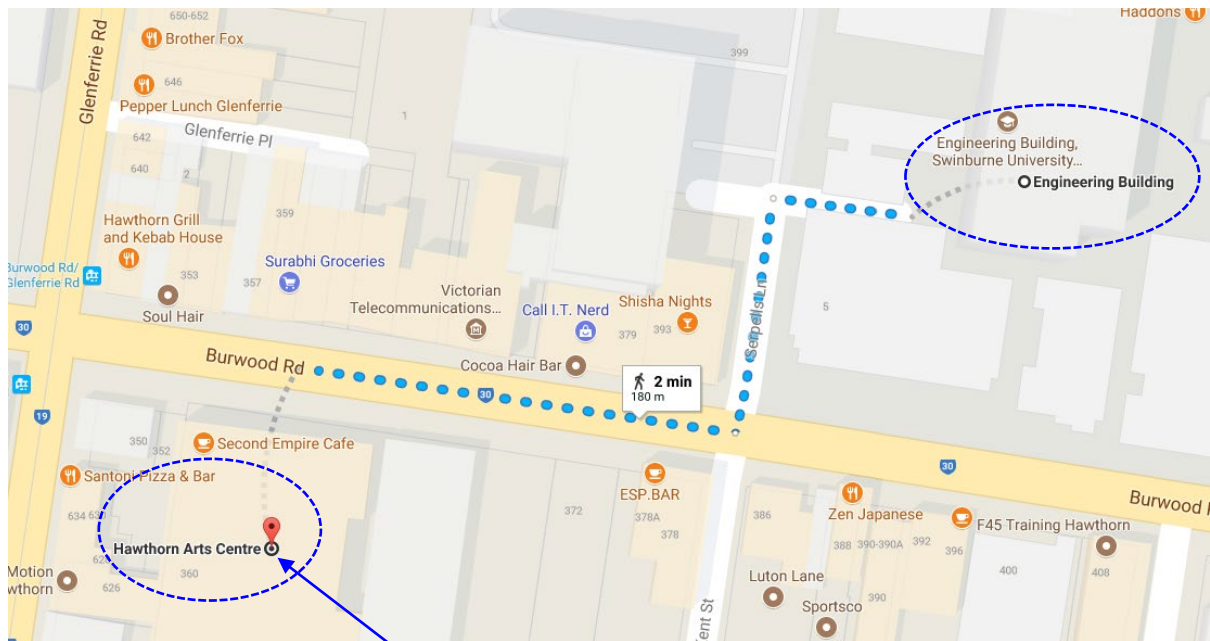 650-652
Haddons
Brother Fox
399
Glenferrie Rd
646
Pepper Lunch Glenferrie
1
Glenferrie Pl
642
Engineering Building,
Swinburne University...
640
2
Engineering Building
359
Hawthorn Grill
and Kebab House
Surabhi Groceries
Burwood Rd/
Glenferrie Rd
353
357
Victorian
Telecommunications...
Call I.T. Nerd
Shisha Nights
Serpells Ln
5
Soul Hair
379
393
30
Burwood Rd
Cocoa Hair Bar
2 min
180 m
30
19
350
352
Second Empire Cafe
30
Santoni Pizza & Bar
ESP.BAR
Zen Japanese
Burwood
634
372
378A
378
386
F45 Training Hawthorn
388
390-390A
392
396
Hawthorn Arts Centre
360
Motion
626
Luton Lane
400
408
390
Sportsco